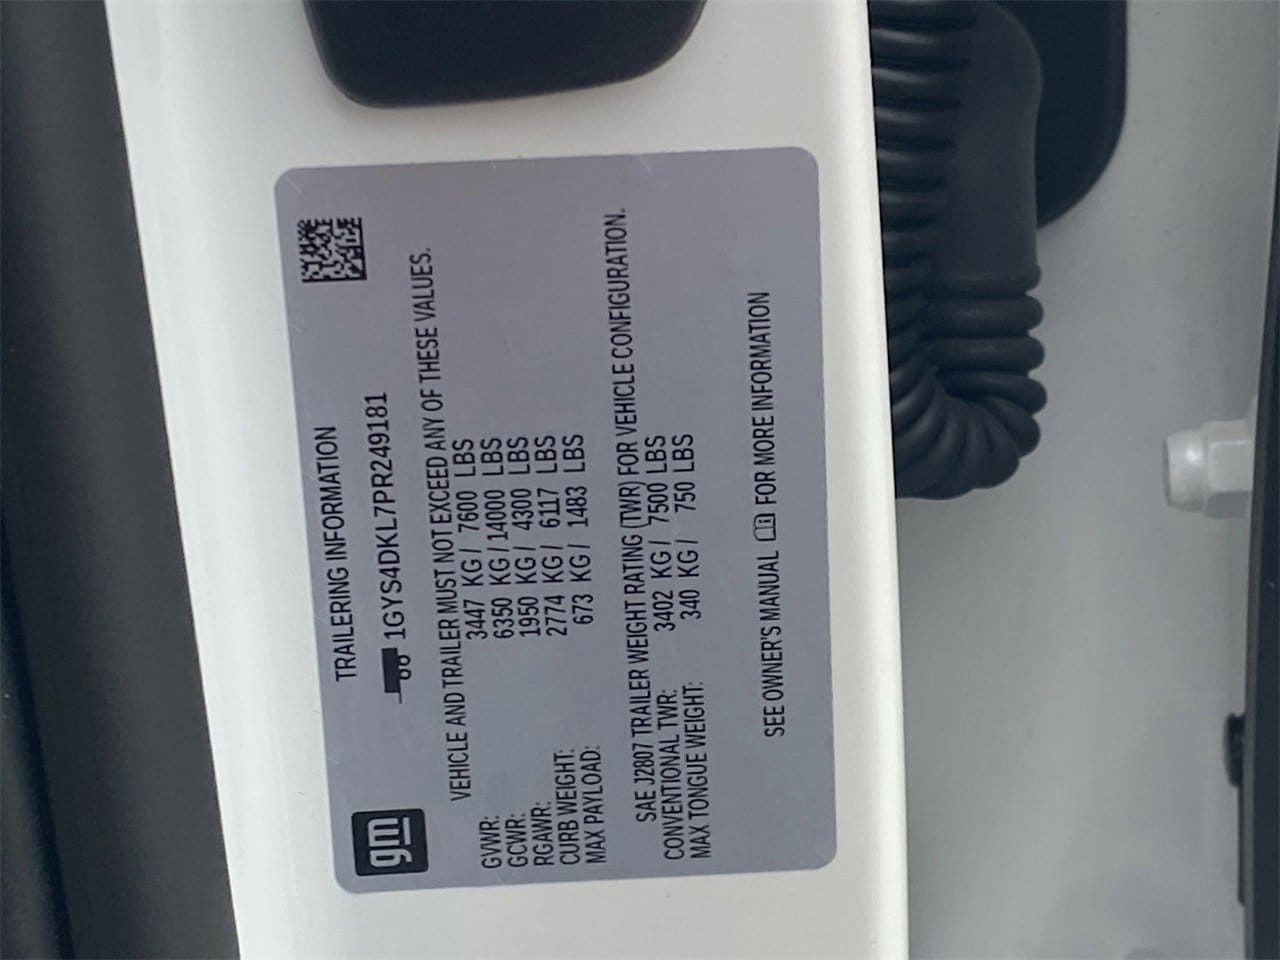 gm
TRAILERING INFORMATION
1GYS4DKL7PR249181
VEHICLE AND TRAILER MUST NOT EXCEED ANY OF THESE VALUES.
GVWR: 3447 KG / 7600 LBS
GCWR: 6350 KG / 14000 LBS
RGAWR: 1950 KG / 4300 LBS
CURB WEIGHT: 2774 KG / 6117 LBS
MAX PAYLOAD: 673 KG / 1483 LBS
SAE J2807 TRAILER WEIGHT RATING (TWR) FOR VEHICLE CONFIGURATION.
CONVENTIONAL TWR: 3402 KG / 7500 LBS
MAX TONGUE WEIGHT: 340 KG / 750 LBS
SEE OWNER'S MANUAL FOR MORE INFORMATION